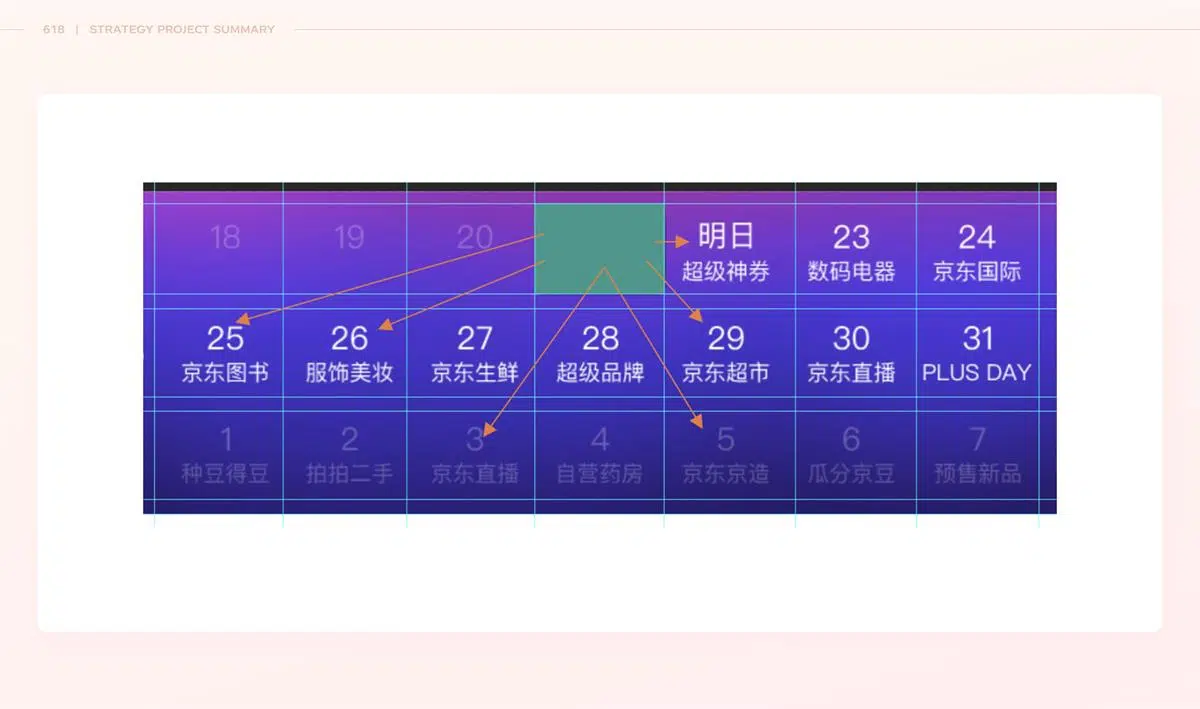 618 | STRATEGY PROJECT SUMMARY
18 19 20 明日 23 24
超级神券 数码电器 京东国际
25 26 27 28 29 30 31
京东图书 服饰美妆 京东生鲜 超级品牌 京东超市 京东直播 PLUS DAY
1 2 3 4 5 6 7
种豆得豆 拍拍二手 京东直播 自营药房 京东京造 瓜分京豆 预售新品